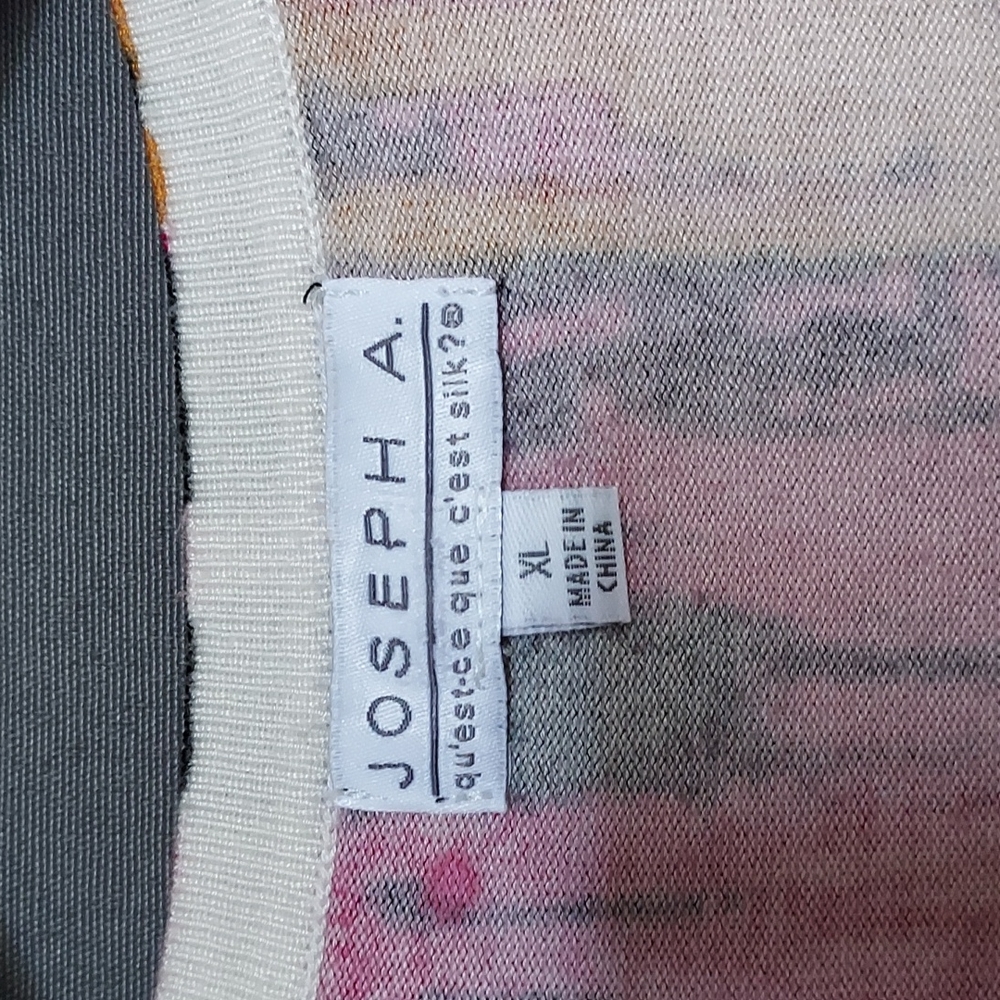 JOSEPH A.
qu'est-ce que c'est silk?®
XL
MADE IN
CHINA